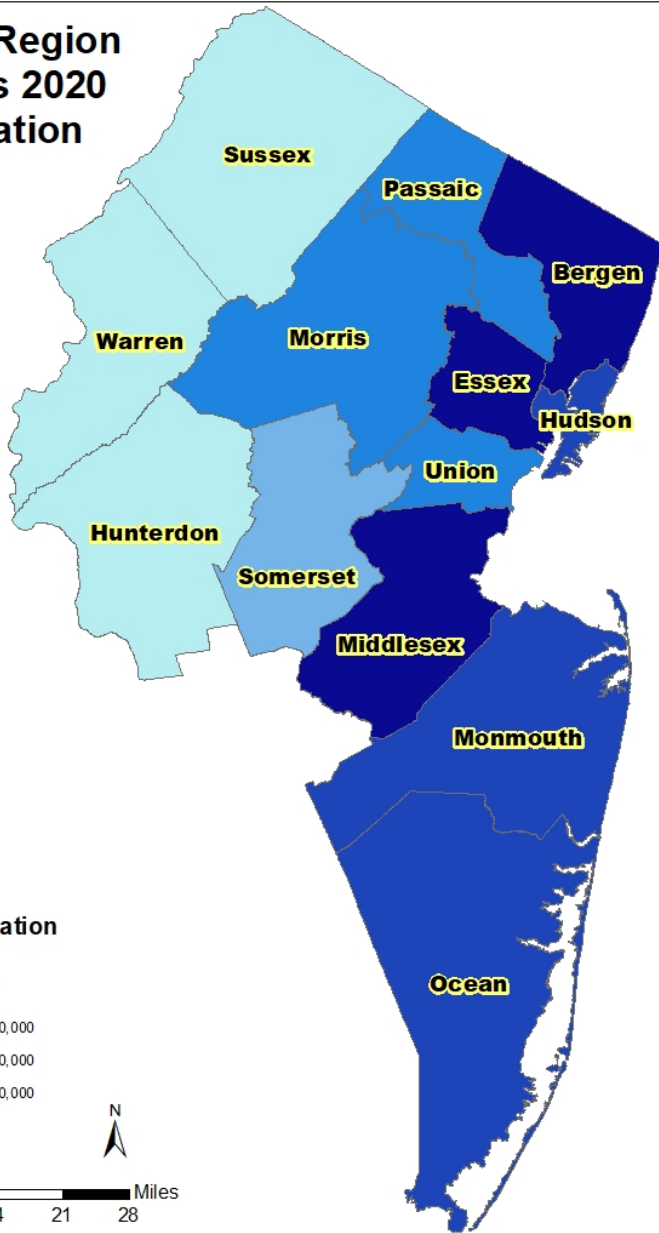 Region
s 2020
ation
Sussex
Passaic
Bergen
Warren
Morris
Essex
Hudson
Union
Hunterdon
Somerset
Middlesex
Monmouth
ation
Ocean
0,000
0,000
0,000
N
Miles
4 21 28